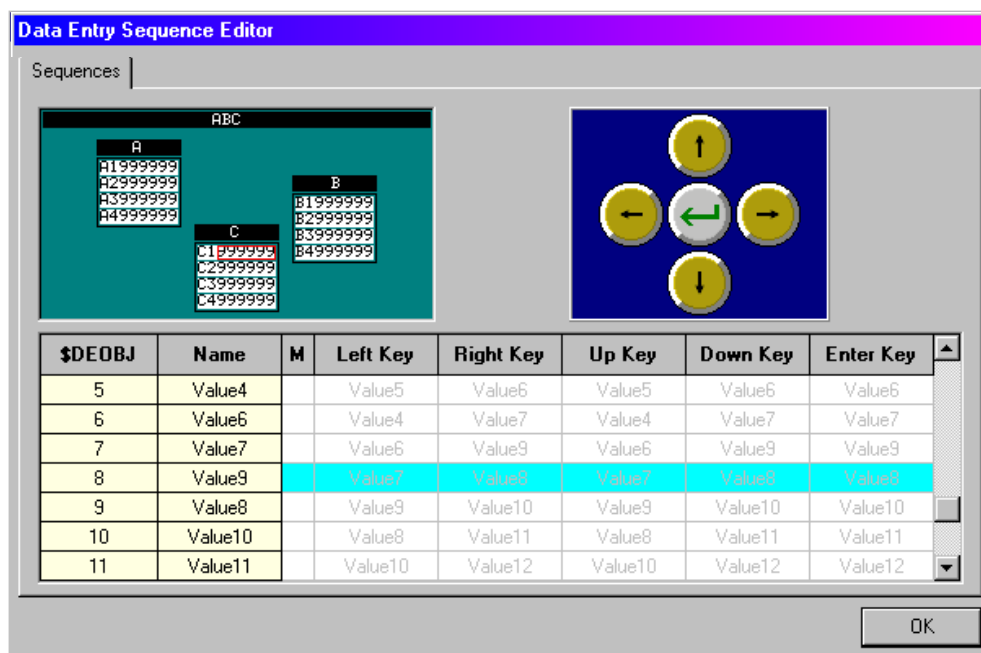 Data Entry Sequence Editor
Sequences
ABC
A
A1999999
A2999999
A3999999
A4999999
B
B1999999
B2999999
B3999999
B4999999
C
C1999999
C2999999
C3999999
C4999999
$DEOBJ Name M Left Key Right Key Up Key Down Key Enter Key
5 Value4 Value5 Value6 Value5 Value6 Value6
6 Value6 Value4 Value7 Value4 Value7 Value7
7 Value7 Value6 Value9 Value6 Value9 Value9
8 Value9 Value7 Value8 Value7 Value8 Value8
9 Value8 Value9 Value10 Value9 Value10 Value10
10 Value10 Value8 Value11 Value8 Value11 Value11
11 Value11 Value10 Value12 Value10 Value12 Value12
OK